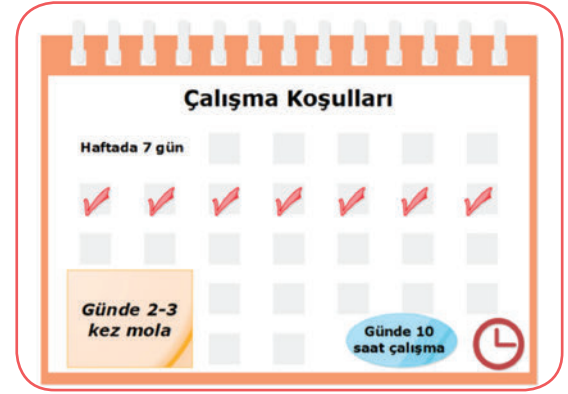 Çalışma Koşulları
Haftada 7 gün
Günde 2-3
kez mola
Günde 10
saat çalışma